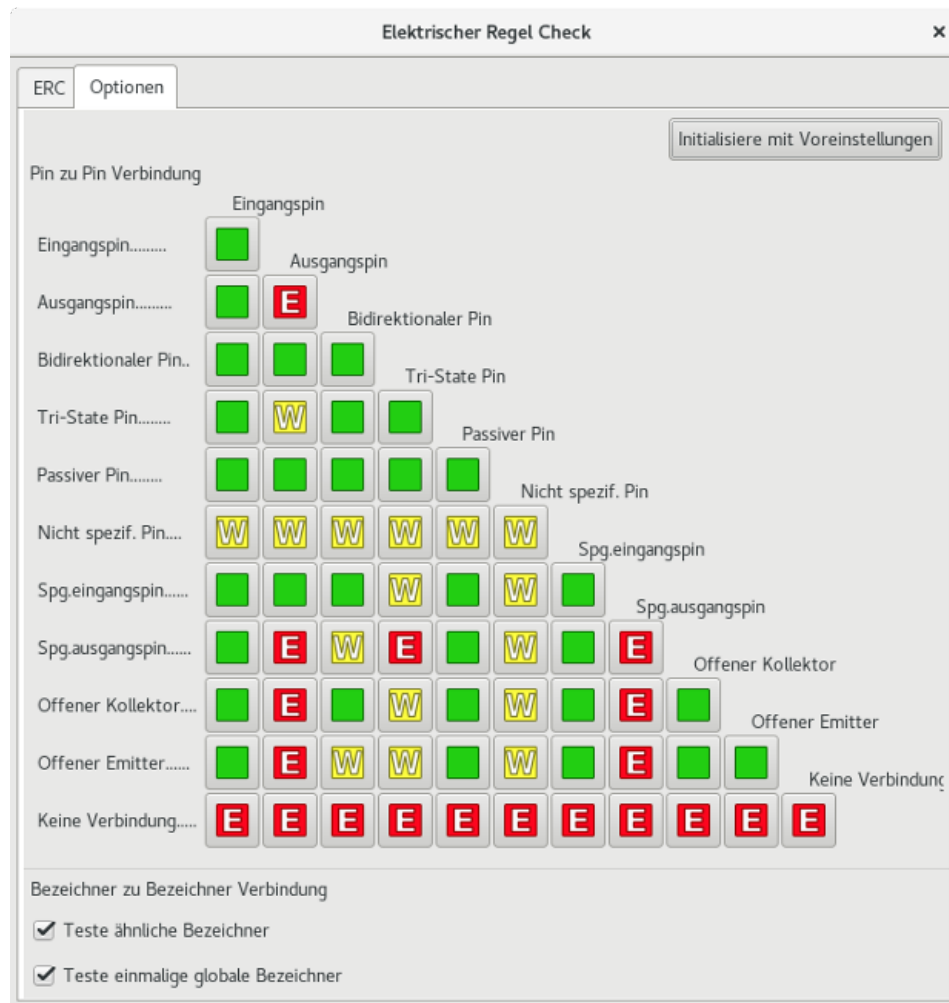 Elektrischer Regel Check
ERC Optionen
Initialisiere mit Voreinstellungen
Pin zu Pin Verbindung
Eingangspin
Eingangspin.........
Ausgangspin
Ausgangspin......... E
Bidirektionaler Pin
Bidirektionaler Pin..
Tri-State Pin
Tri-State Pin........ W
Passiver Pin
Passiver Pin........
Nicht spezif. Pin
Nicht spezif. Pin.... W W W W W W
Spg.eingangspin
Spg.eingangspin...... W W
Spg.ausgangspin
Spg.ausgangspin...... E W E W E
Offener Kollektor
Offener Kollektor.... E W W E
Offener Emitter
Offener Emitter...... E W W W E
Keine Verbindung
Keine Verbindung..... E E E E E E E E E E E
Bezeichner zu Bezeichner Verbindung
Teste ähnliche Bezeichner
Teste einmalige globale Bezeichner